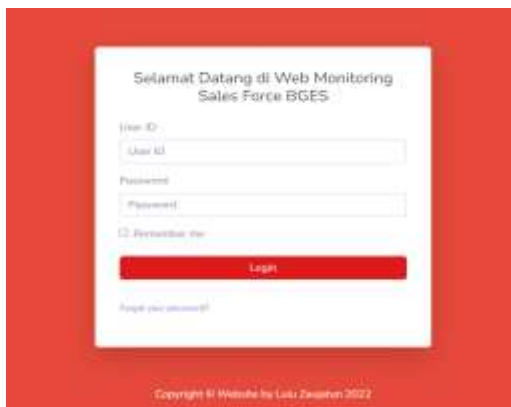 Selamat Datang di Web Monitoring
Sales Force BGES
User ID
User ID
Password
Password
Remember me
Login
Forgot your password?
Copyright © Website by Lulu 2022